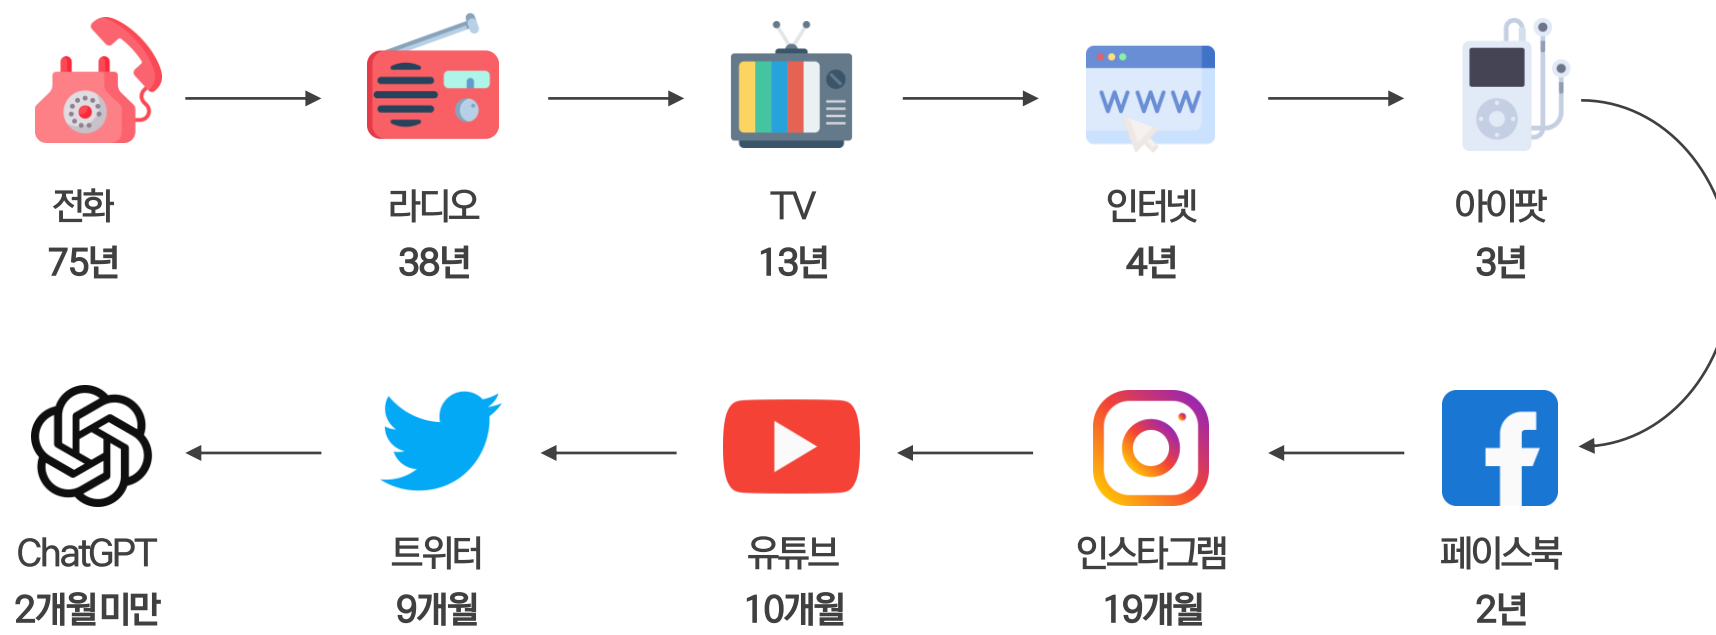 WWW
전화
75년
라디오
38년
TV
13년
인터넷
4년
아이팟
3년
ChatGPT
2개월 미만
트위터
9개월
유튜브
10개월
인스타그램
19개월
페이스북
2년